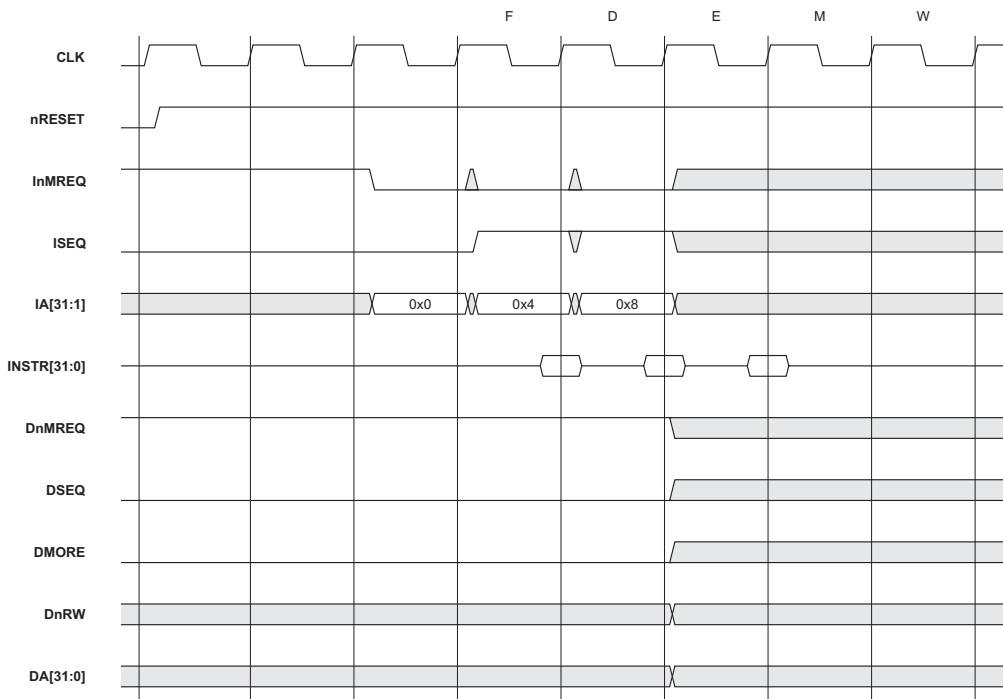 F D E M W
CLK
nRESET
InMREQ
ISEQ
IA[31:1] 0x0 0x4 0x8
INSTR[31:0]
DnMREQ
DSEQ
DMORE
DnRW
DA[31:0]